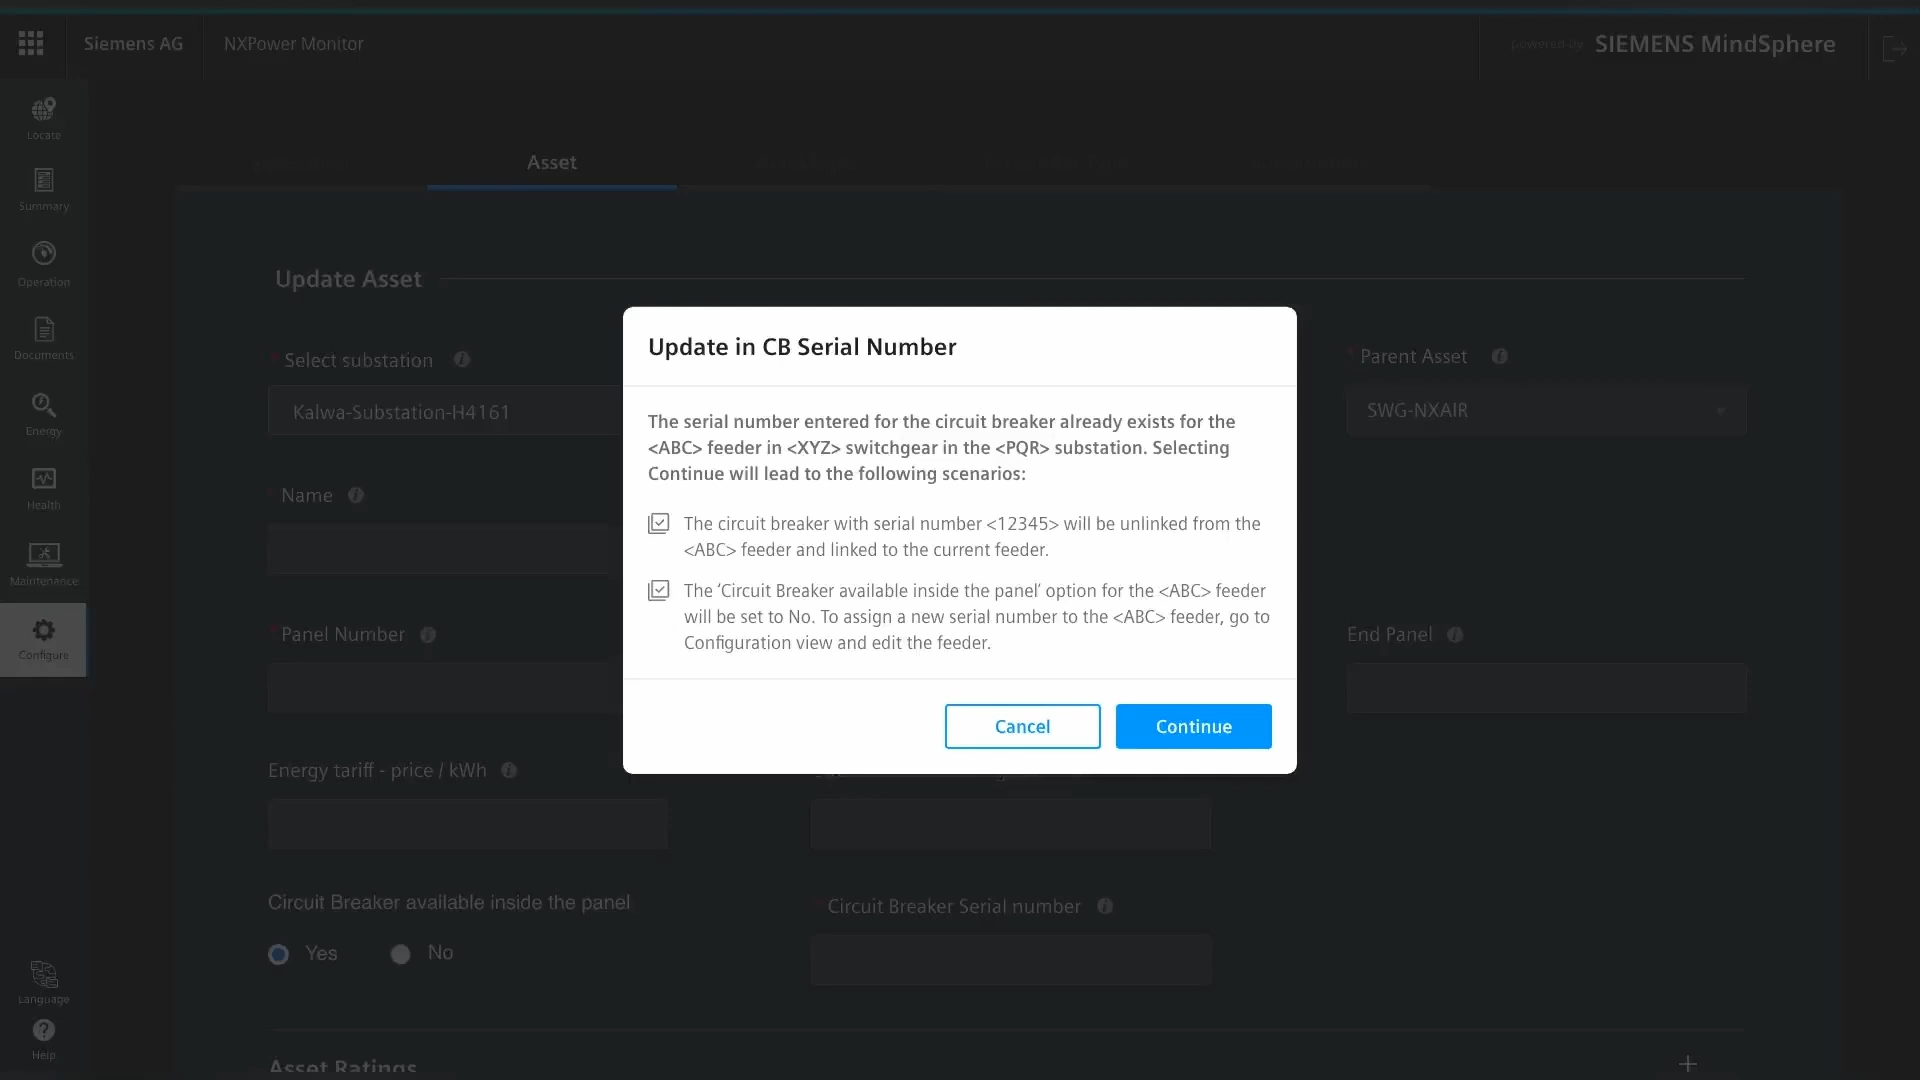 Siemens AG
NXPower Monitor
powered by SIEMENS MindSphere
Locate
Summary
Operation
Documents
Energy
Health
Maintenance
Configure
Language
Help
Asset
Update Asset
* Select substation
Kalwa-Substation-H4161
* Parent Asset
SWG-NXAIR
* Name
* Panel Number
End Panel
Energy tariff - price / kWh
Circuit Breaker available inside the panel
Yes
No
* Circuit Breaker Serial number
Asset Ratings
Update in CB Serial Number
The serial number entered for the circuit breaker already exists for the
<ABC> feeder in <XYZ> switchgear in the <PQR> substation. Selecting
Continue will lead to the following scenarios:
The circuit breaker with serial number <12345> will be unlinked from the
<ABC> feeder and linked to the current feeder.
The ‘Circuit Breaker available inside the panel’ option for the <ABC> feeder
will be set to No. To assign a new serial number to the <ABC> feeder, go to
Configuration view and edit the feeder.
Cancel
Continue